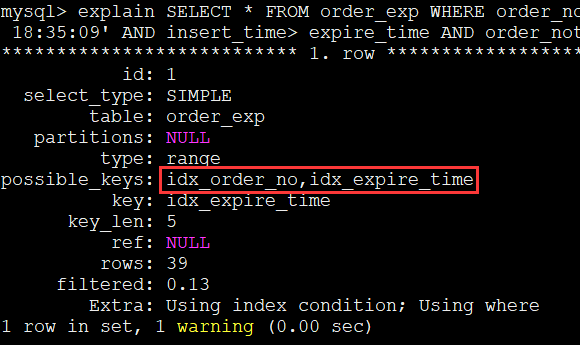 mysql> explain SELECT * FROM order_exp WHERE order_no
18:35:09' AND insert_time> expire_time AND order_not
*************************** 1. row ******************
id: 1
select_type: SIMPLE
table: order_exp
partitions: NULL
type: range
possible_keys: idx_order_no,idx_expire_time
key: idx_expire_time
key_len: 5
ref: NULL
rows: 39
filtered: 0.13
Extra: Using index condition; Using where
1 row in set, 1 warning (0.00 sec)